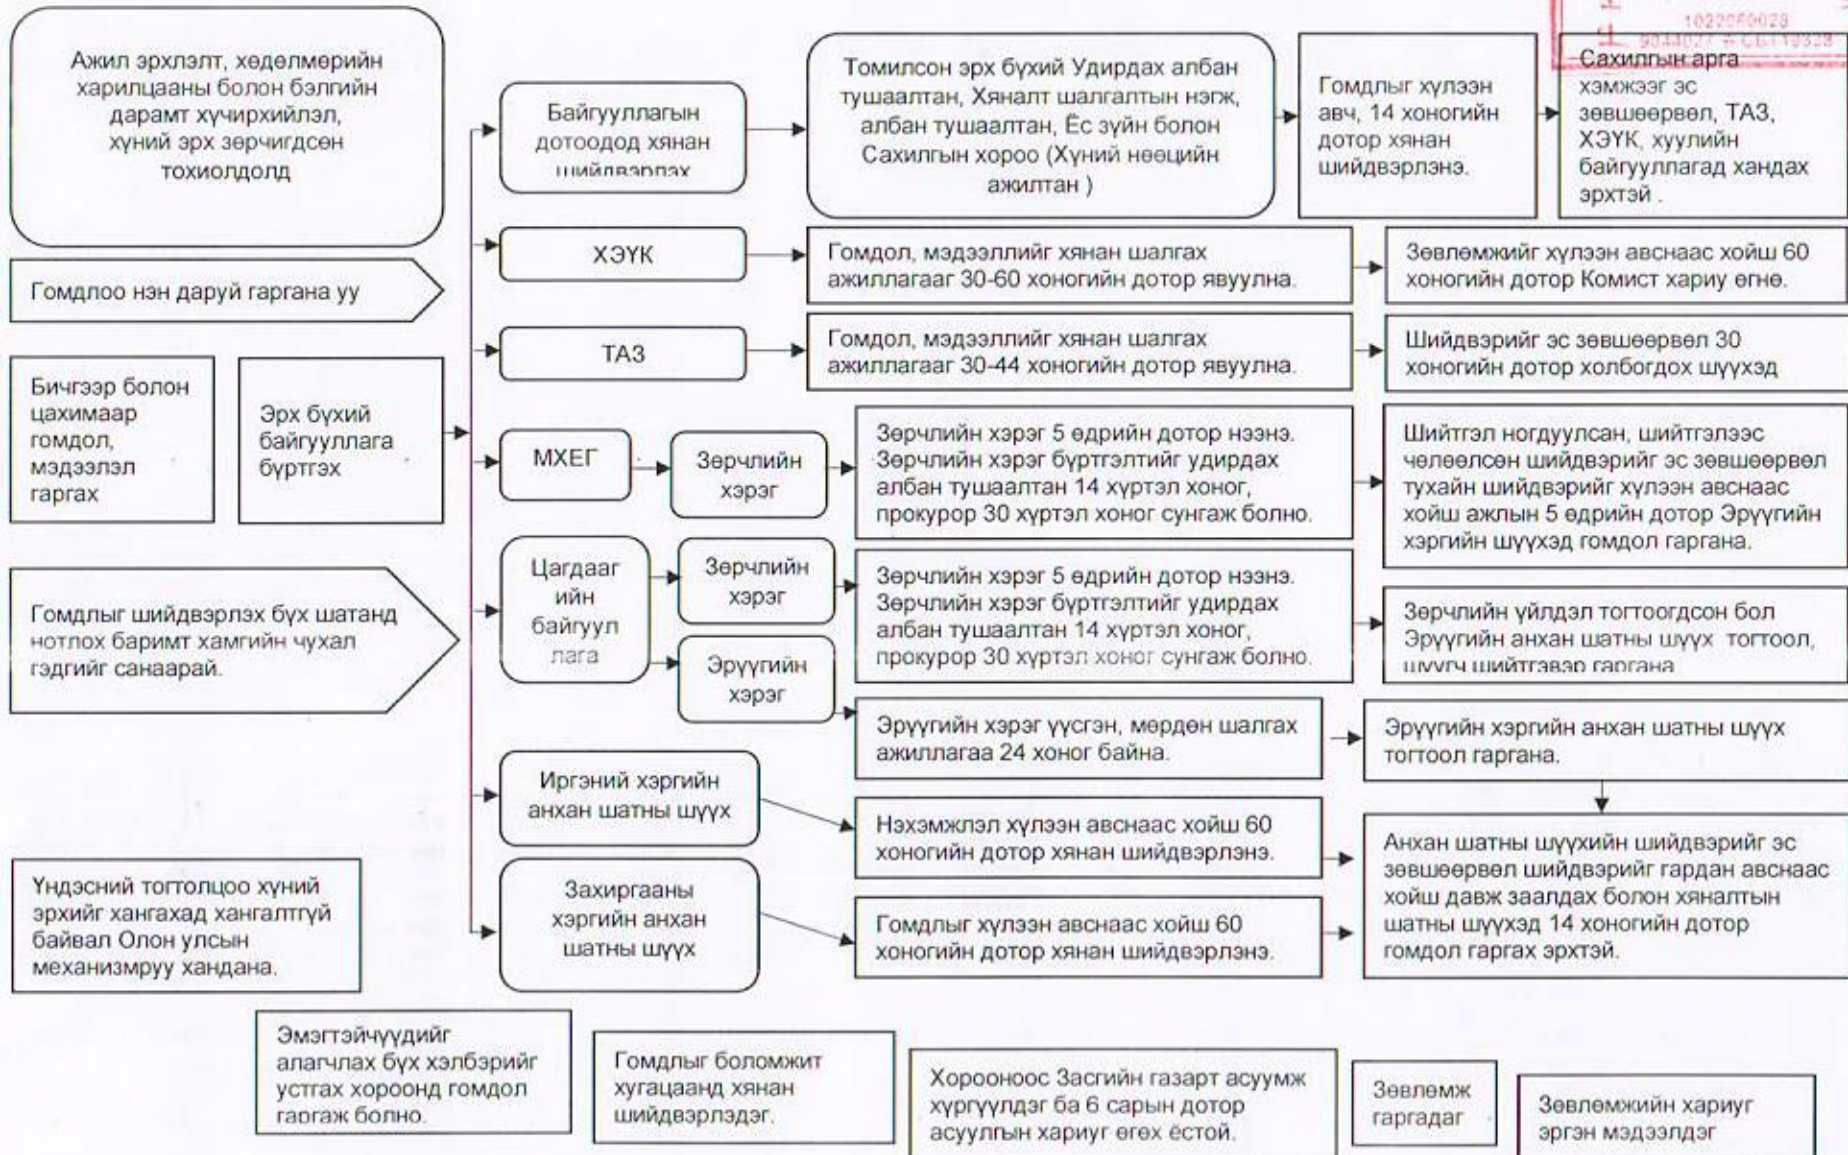 Ажил эрхлэлт, хөдөлмөрийн
харилцааны болон бэлгийн
дарамт хүчирхийлэл,
хүний эрх зөрчигдсөн
тохиолдолд
Гомдлоо нэн даруй гаргана уу
Бичгээр болон
цахимаар
гомдол,
мэдээлэл
гаргах
Эрх бүхий
байгууллага
бүртгэх
Гомдлыг шийдвэрлэх бүх шатанд
нотлох баримт хамгийн чухал
гэдгийг санаарай.
Үндэсний тогтолцоо хүний
эрхийг хангахад хангалтгүй
байвал Олон улсын
механизмруу хандана.
Байгууллагын
дотоодод хянан
шийдвэрлэх
Томилсон эрх бүхий Удирдах албан
тушаалтан, Хяналт шалгалтын нэгж,
албан тушаалтан, Ёс зүйн болон
Сахилгын хороо (Хүний нөөцийн
ажилтан )
Гомдлыг хүлээн
авч, 14 хоногийн
дотор хянан
шийдвэрлэнэ.
1022060028
Сахилгын арга
хэмжээг эс
зөвшөөрвөл, ТАЗ,
ХЭҮК, хуулийн
байгууллагад хандах
эрхтэй .
ХЭҮК
Гомдол, мэдээллийг хянан шалгах
ажиллагааг 30-60 хоногийн дотор явуулна.
Зөвлөмжийг хүлээн авснаас хойш 60
хоногийн дотор Комист хариу өгнө.
ТАЗ
Гомдол, мэдээллийг хянан шалгах
ажиллагааг 30-44 хоногийн дотор явуулна.
Шийдвэрийг эс зөвшөөрвөл 30
хоногийн дотор холбогдох шүүхэд
МХЕГ
Зөрчлийн
хэрэг
Зөрчлийн хэрэг 5 өдрийн дотор нээнэ.
Зөрчлийн хэрэг бүртгэлтийг удирдах
албан тушаалтан 14 хүртэл хоног,
прокурор 30 хүртэл хоног сунгаж болно.
Шийтгэл ногдуулсан, шийтгэлээс
чөлөөлсөн шийдвэрийг эс зөвшөөрвөл
тухайн шийдвэрийг хүлээн авснаас
хойш ажлын 5 өдрийн дотор Эрүүгийн
хэргийн шүүхэд гомдол гаргана.
Цагдааг
ийн
байгуул
лага
Зөрчлийн
хэрэг
Зөрчлийн хэрэг 5 өдрийн дотор нээнэ.
Зөрчлийн хэрэг бүртгэлтийг удирдах
албан тушаалтан 14 хүртэл хоног,
прокурор 30 хүртэл хоног сунгаж болно.
Зөрчлийн үйлдэл тогтоогдсон бол
Эрүүгийн анхан шатны шүүх тогтоол,
шүүгч шийтгэвэр гаргана
Эрүүгийн
хэрэг
Эрүүгийн хэрэг үүсгэн, мөрдөн шалгах
ажиллагаа 24 хоног байна.
Эрүүгийн хэргийн анхан шатны шүүх
тогтоол гаргана.
Иргэний хэргийн
анхан шатны шүүх
Нэхэмжлэл хүлээн авснаас хойш 60
хоногийн дотор хянан шийдвэрлэнэ.
Захиргааны
хэргийн анхан
шатны шүүх
Гомдлыг хүлээн авснаас хойш 60
хоногийн дотор хянан шийдвэрлэнэ.
Анхан шатны шүүхийн шийдвэрийг эс
зөвшөөрвөл шийдвэрийг гардан авснаас
хойш давж заалдах болон хяналтын
шатны шүүхэд 14 хоногийн дотор
гомдол гаргах эрхтэй.
Эмэгтэйчүүдийг
алагчлах бүх хэлбэрийг
устгах хороонд гомдол
гаргаж болно.
Гомдлыг боломжит
хугацаанд хянан
шийдвэрлэдэг.
Хорооноос Засгийн газарт асуумж
хүргүүлдэг ба 6 сарын дотор
асуулгын хариуг өгөх ёстой.
Зөвлөмж
гаргадаг
Зөвлөмжийн хариуг
эргэн мэдээлдэг